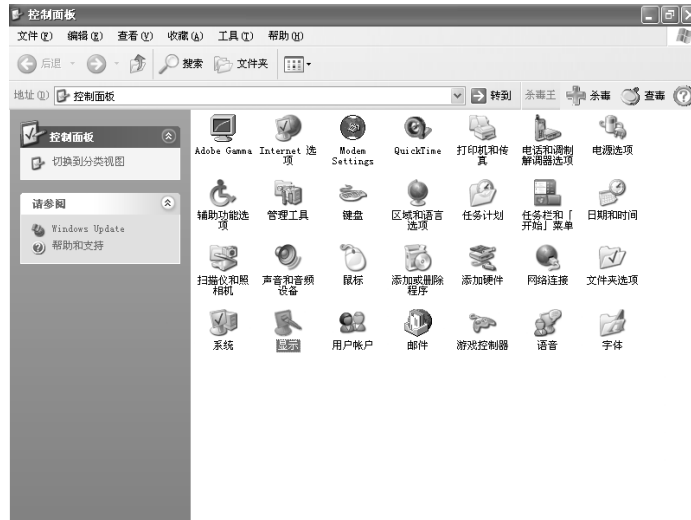 控制面板
文件(F) 编辑(E) 查看(V) 收藏(A) 工具(T) 帮助(H)
后退 搜索 文件夹
地址(D) 控制面板 转到 杀毒王 杀毒 查毒
控制面板
切换到分类视图
请参阅
Windows Update
帮助和支持
Adobe Gamma Internet 选 Modem QuickTime 打印机和传 电话和调制 电源选项
项 Settings 真 解调器选项
辅助功能选 管理工具 键盘 区域和语言 任务计划 任务栏和「 日期和时间
项 选项 开始」菜单
扫描仪和照 声音和音频 鼠标 添加或删除 添加硬件 网络连接 文件夹选项
相机 设备 程序
系统 显示 用户帐户 邮件 游戏控制器 语音 字体